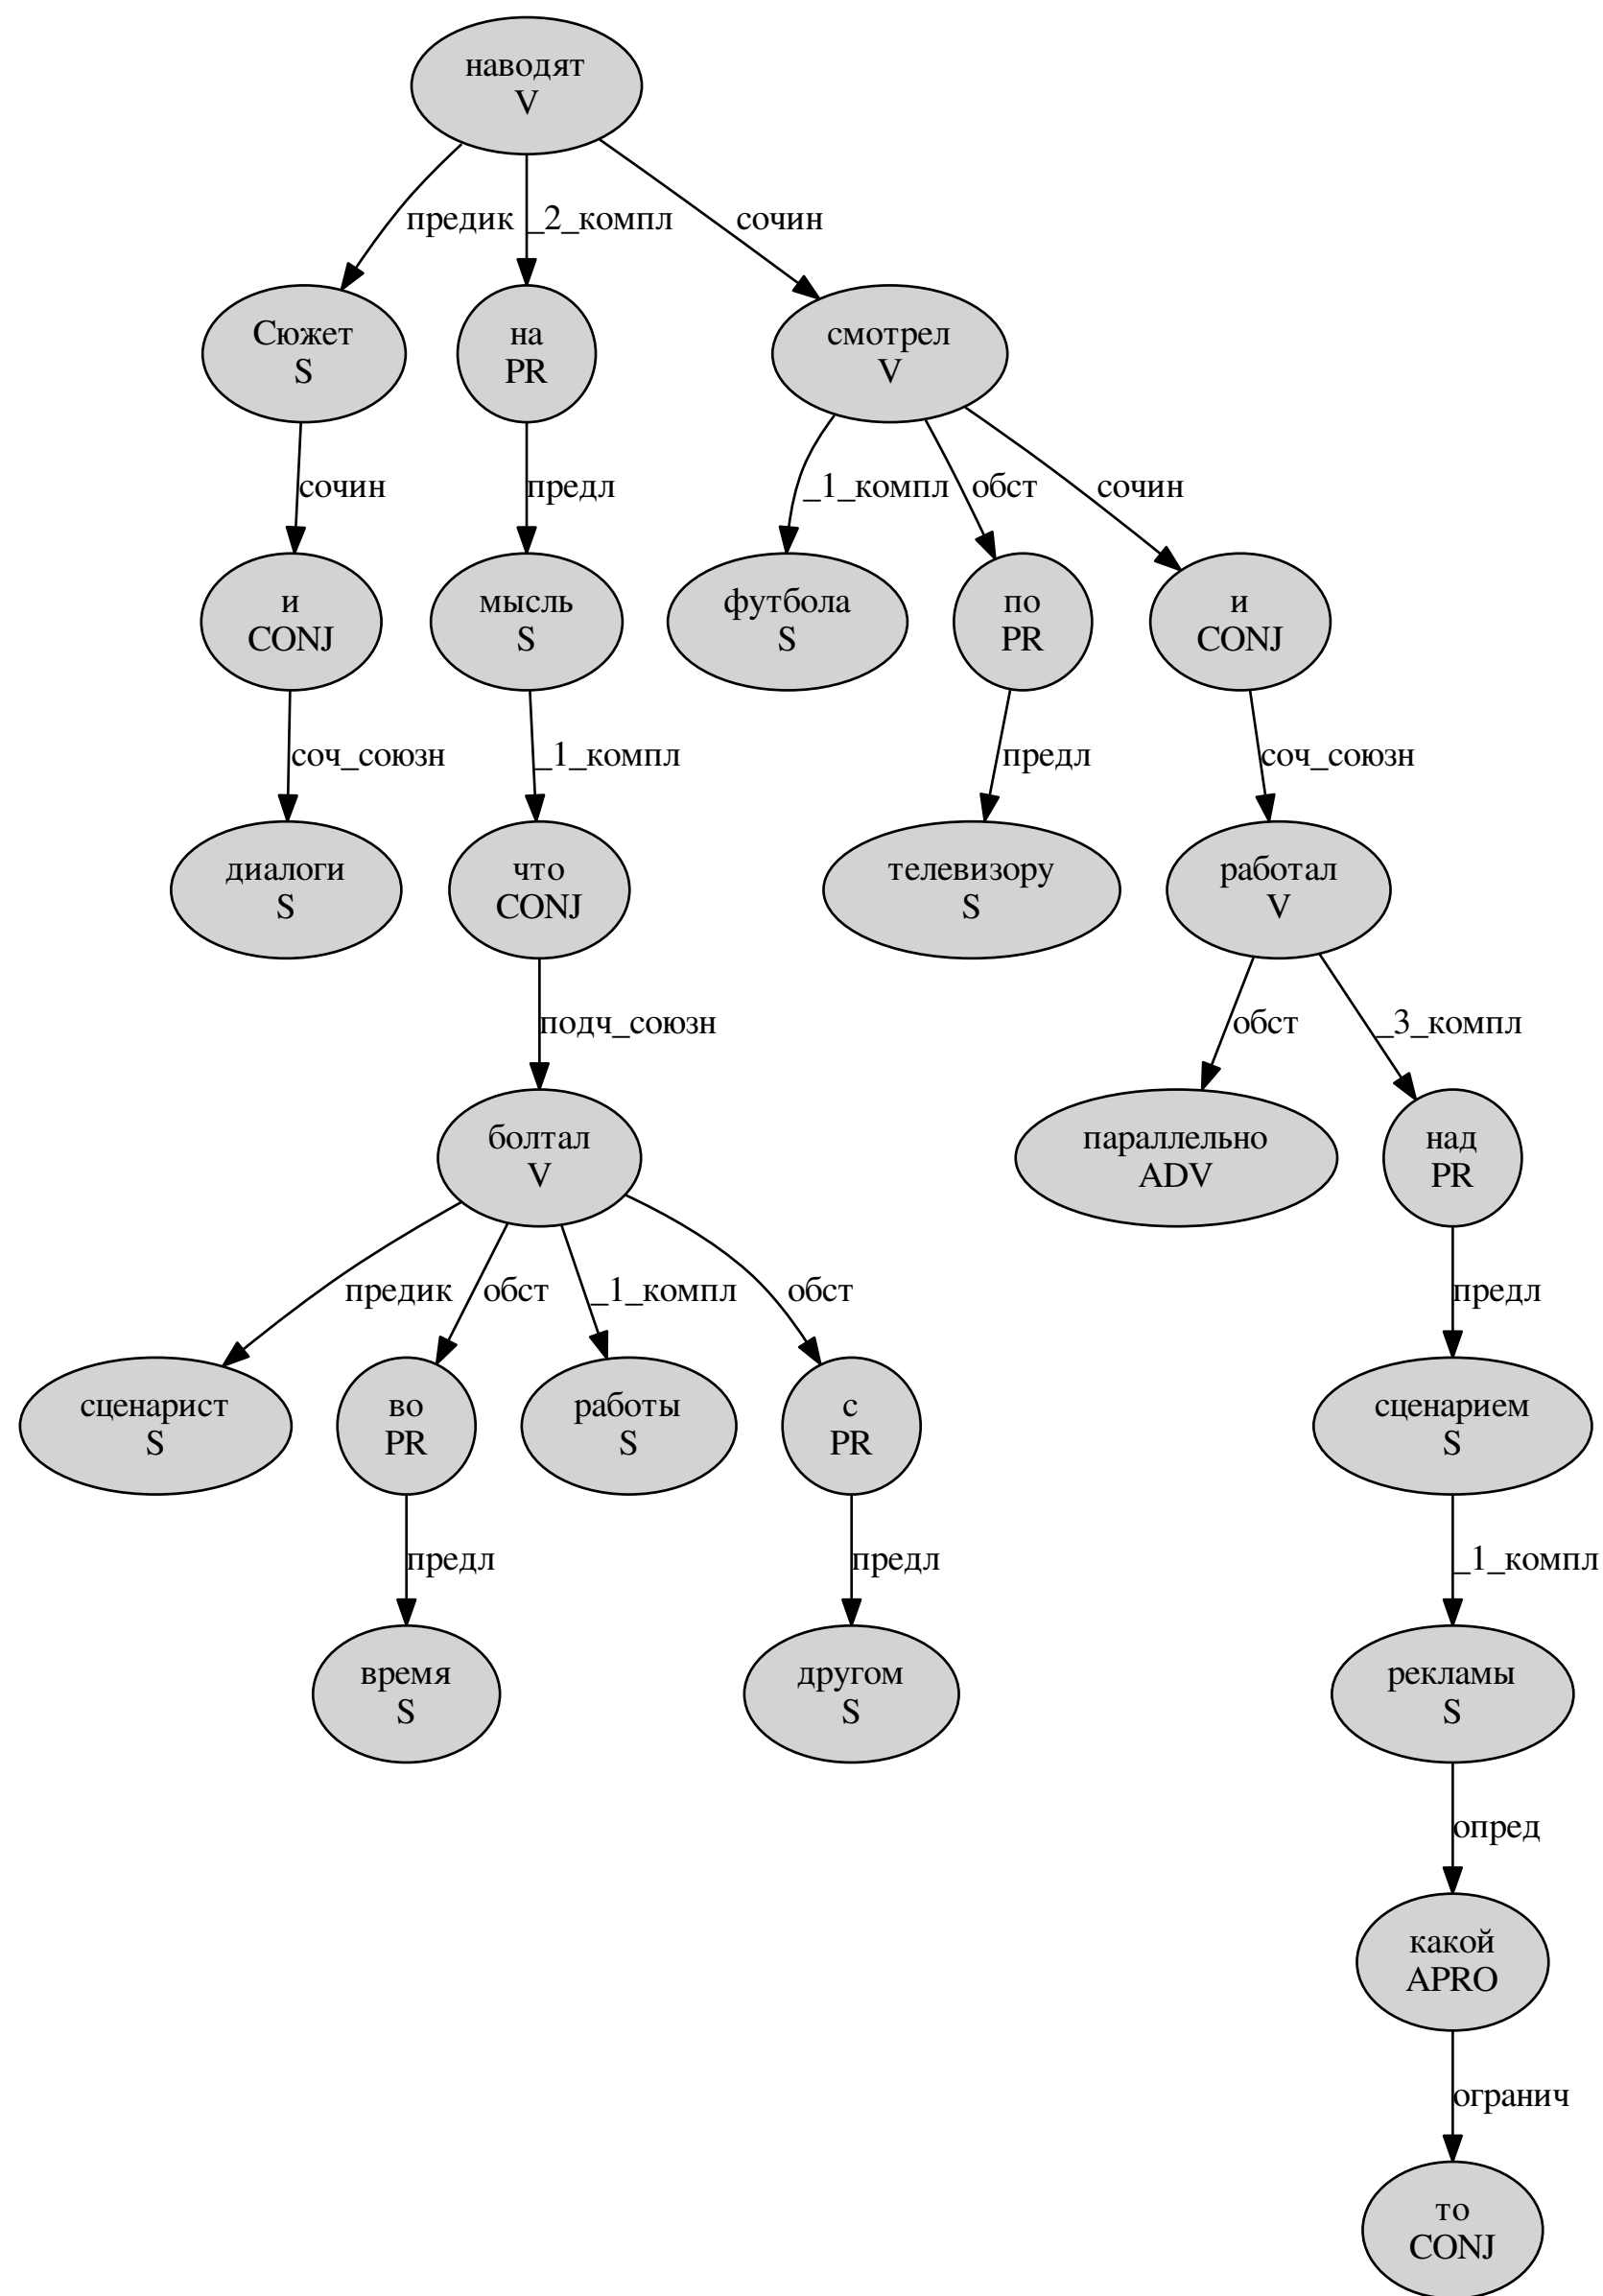 наводят
V
предик
_2_компл
сочин
Сюжет
S
на
PR
смотрел
V
сочин
предл
_1_компл
обст
сочин
и
CONJ
мысль
S
футбола
S
по
PR
и
CONJ
соч_союзн
_1_компл
предл
соч_союзн
диалоги
S
что
CONJ
телевизору
S
работал
V
подч_союзн
обст
_3_компл
болтал
V
параллельно
ADV
над
PR
предик
обст
_1_компл
обст
предл
сценарист
S
во
PR
работы
S
с
PR
сценарием
S
предл
предл
_1_компл
время
S
другом
S
рекламы
S
опред
какой
APRO
огранич
то
CONJ